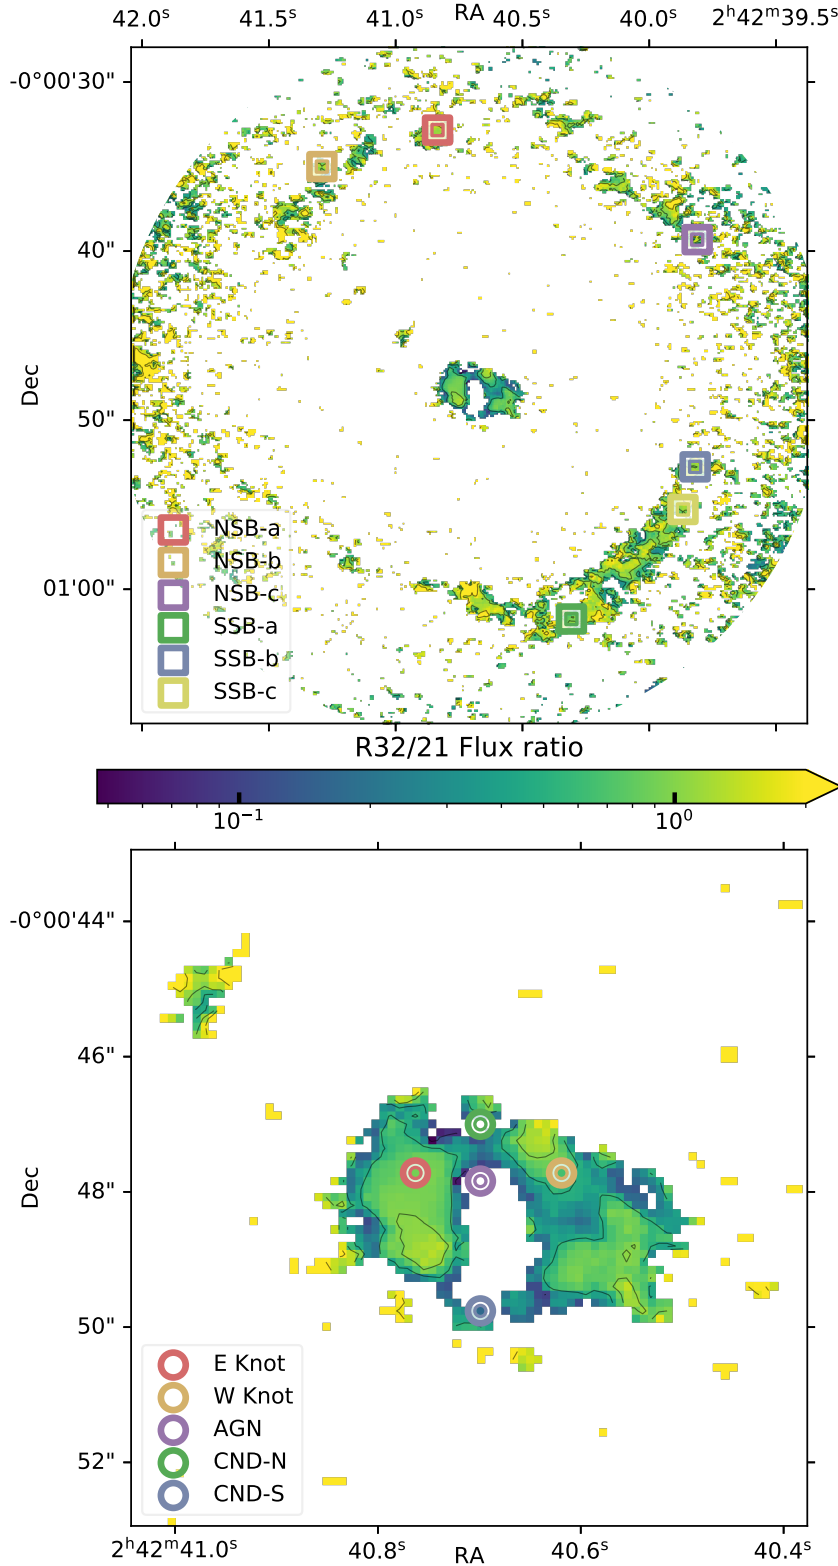 RA
42.0ˢ 41.5ˢ 41.0ˢ 40.5ˢ 40.0ˢ 2ʰ42ᵐ39.5ˢ
-0°00'30"
40"
50"
01'00"
Dec
NSB-a
NSB-b
NSB-c
SSB-a
SSB-b
SSB-c
R32/21 Flux ratio
10⁻¹ 10⁰
-0°00'44"
46"
48"
50"
52"
Dec
E Knot
W Knot
AGN
CND-N
CND-S
2ʰ42ᵐ41.0ˢ 40.8ˢ 40.6ˢ 40.4ˢ
RA